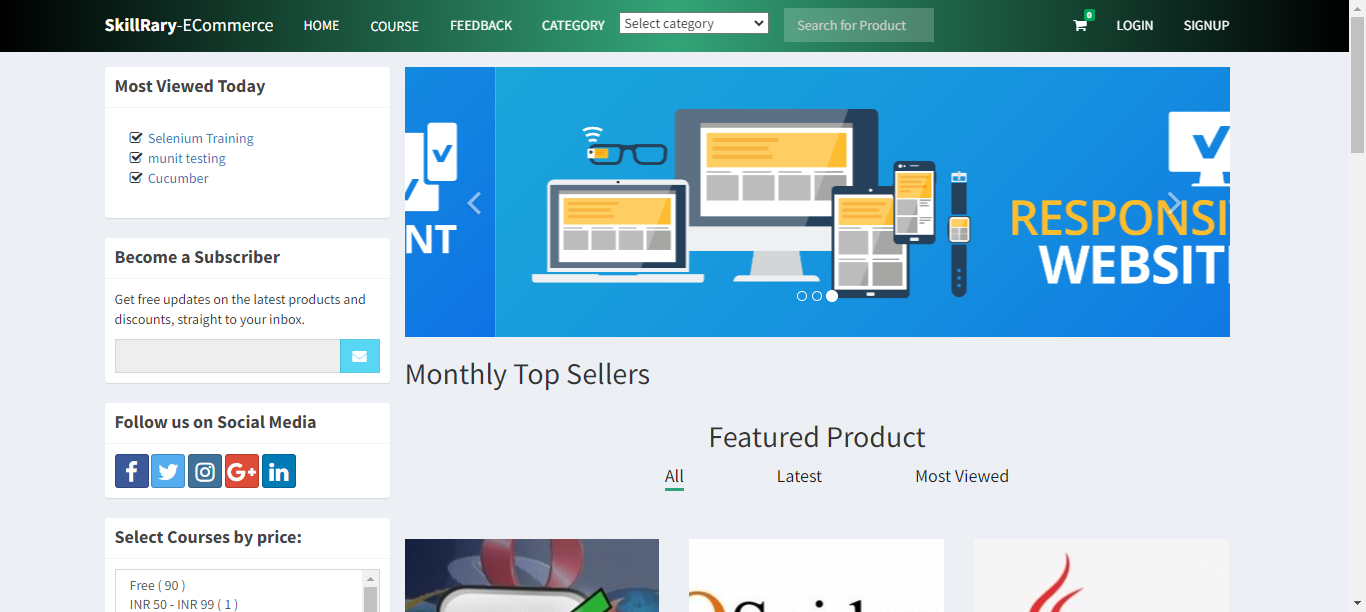 SkillRary-ECommerce HOME COURSE FEEDBACK CATEGORY Select category Search for Product 0 LOGIN SIGNUP
Most Viewed Today
Selenium Training
munit testing
Cucumber
Become a Subscriber
Get free updates on the latest products and
discounts, straight to your inbox.
Follow us on Social Media
G+ in
Select Courses by price:
Free ( 90 )
INR 50 - INR 99 ( 1 )
NT
RESPONSI
WEBSIT
Monthly Top Sellers
Featured Product
All Latest Most Viewed